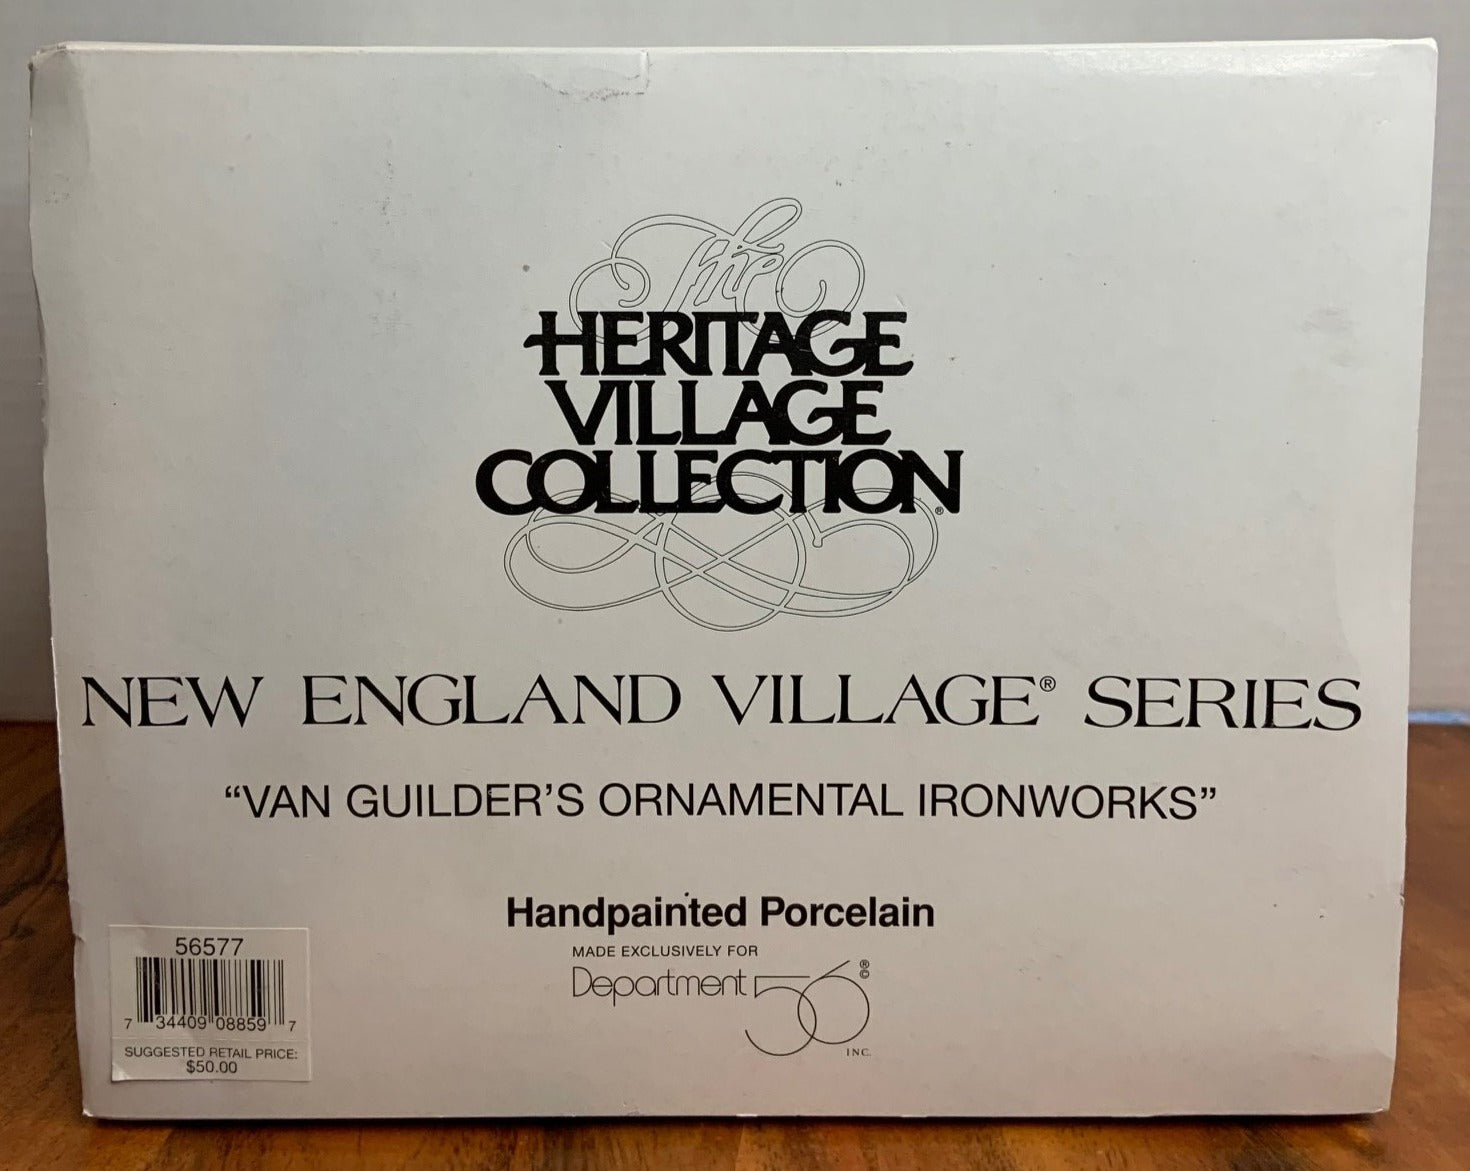 The
HERITAGE
VILLAGE
COLLECTION®
NEW ENGLAND VILLAGE® SERIES
“VAN GUILDER’S ORNAMENTAL IRONWORKS”
Handpainted Porcelain
MADE EXCLUSIVELY FOR
Department 56 ®©
INC.
56577
7 34409 08859 7
SUGGESTED RETAIL PRICE:
$50.00